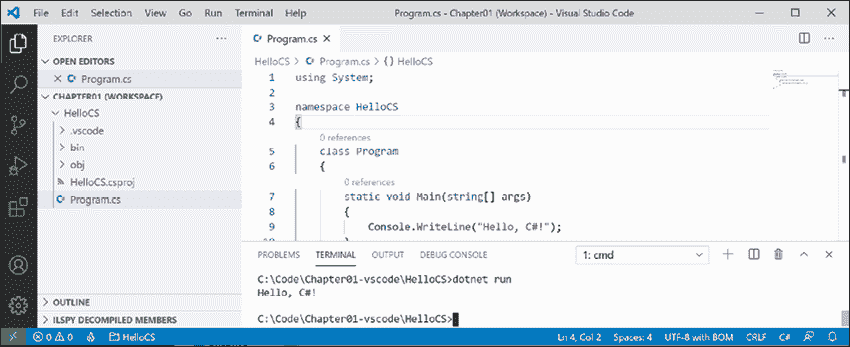 File Edit Selection View Go Run Terminal Help Program.cs - Chapter01 (Workspace) - Visual Studio Code
EXPLORER
OPEN EDITORS
Program.cs
CHAPTER01 (WORKSPACE)
HelloCS
.vscode
bin
obj
HelloCS.csproj
Program.cs
OUTLINE
ILSPY DECOMPILED MEMBERS
Program.cs
HelloCS > Program.cs > {} HelloCS
1 using System;
2
3 namespace HelloCS
4 {
0 references
5 class Program
6 {
0 references
7 static void Main(string[] args)
8 {
9 Console.WriteLine("Hello, C#!");
PROBLEMS TERMINAL OUTPUT DEBUG CONSOLE 1: cmd
C:\Code\Chapter01-vscode\HelloCS>dotnet run
Hello, C#!
C:\Code\Chapter01-vscode\HelloCS>
0 0 HelloCS Ln 4, Col 2 Spaces: 4 UTF-8 with BOM CRLF C#